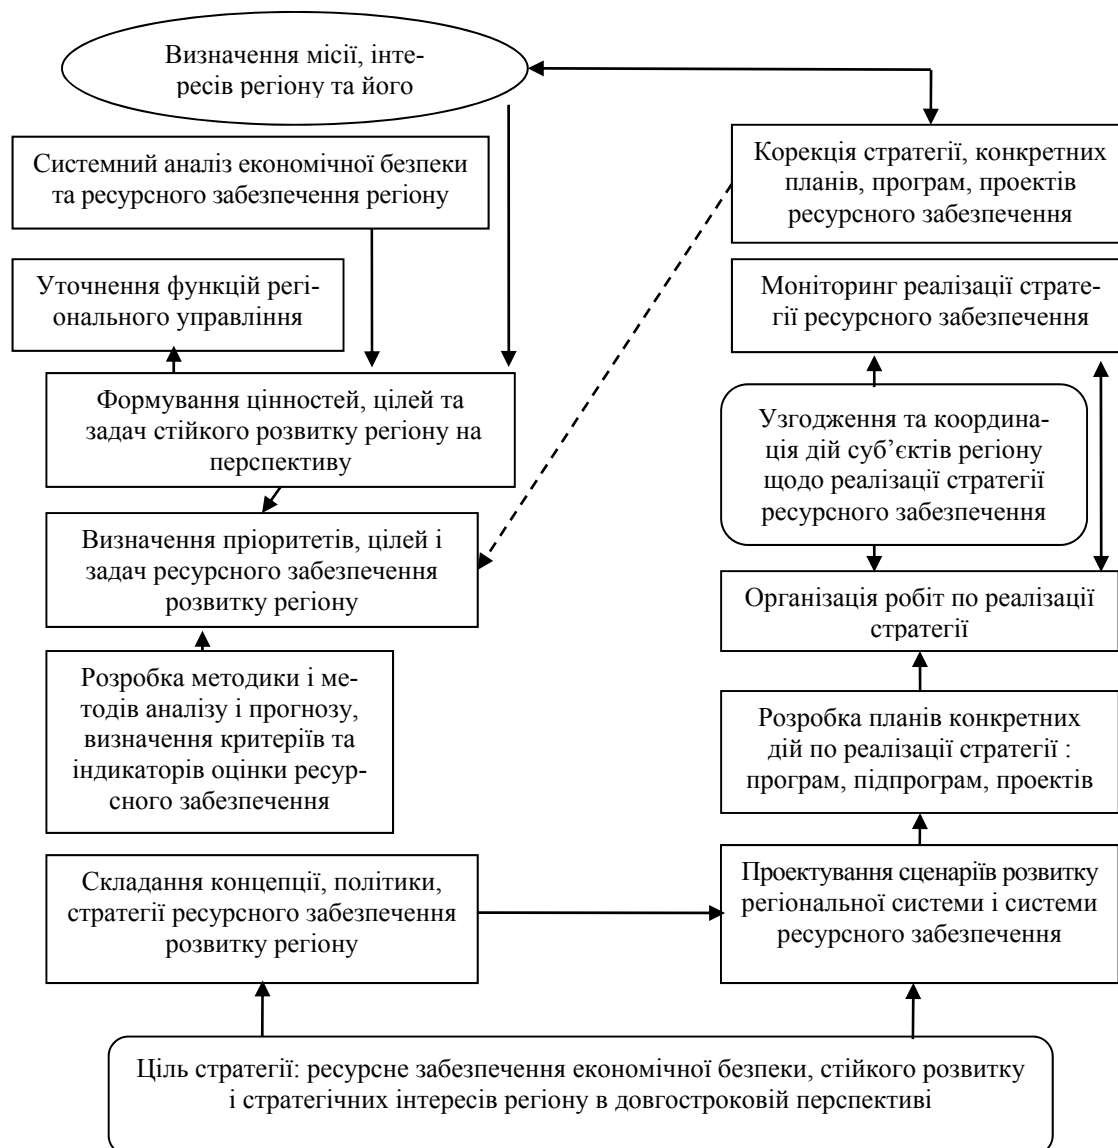 Визначення місії, інте-
ресів регіону та його
Системний аналіз економічної безпеки
та ресурсного забезпечення регіону
Уточнення функцій регі-
онального управління
Формування цінностей, цілей та
задач стійкого розвитку регіону на
перспективу
Визначення пріоритетів, цілей і
задач ресурсного забезпечення
розвитку регіону
Розробка методики і ме-
тодів аналізу і прогнозу,
визначення критеріїв та
індикаторів оцінки ресур-
сного забезпечення
Складання концепції, політики,
стратегії ресурсного забезпечення
розвитку регіону
Корекція стратегії, конкретних
планів, програм, проектів
ресурсного забезпечення
Моніторинг реалізації страте-
гії ресурсного забезпечення
Узгодження та координа-
ція дій суб’єктів регіону
щодо реалізації стратегії
ресурсного забезпечення
Організація робіт по реалізації
стратегії
Розробка планів конкретних
дій по реалізації стратегії :
програм, підпрограм, проектів
Проектування сценаріїв розвитку
регіональної системи і системи
ресурсного забезпечення
Ціль стратегії: ресурсне забезпечення економічної безпеки, стійкого розвитку
і стратегічних інтересів регіону в довгостроковій перспективі